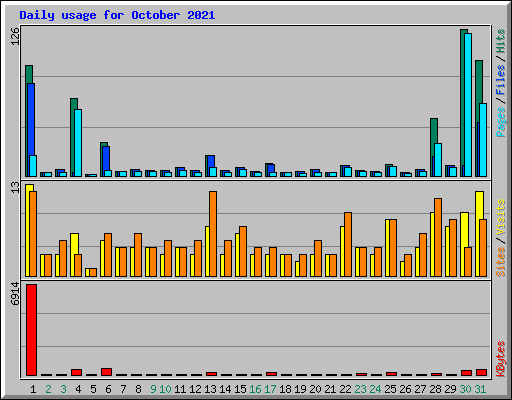 Daily usage for October 2021
126
Pages / Files / Hits
13
Sites / Visits
6914
KBytes
1 2 3 4 5 6 7 8 9 10 11 12 13 14 15 16 17 18 19 20 21 22 23 24 25 26 27 28 29 30 31